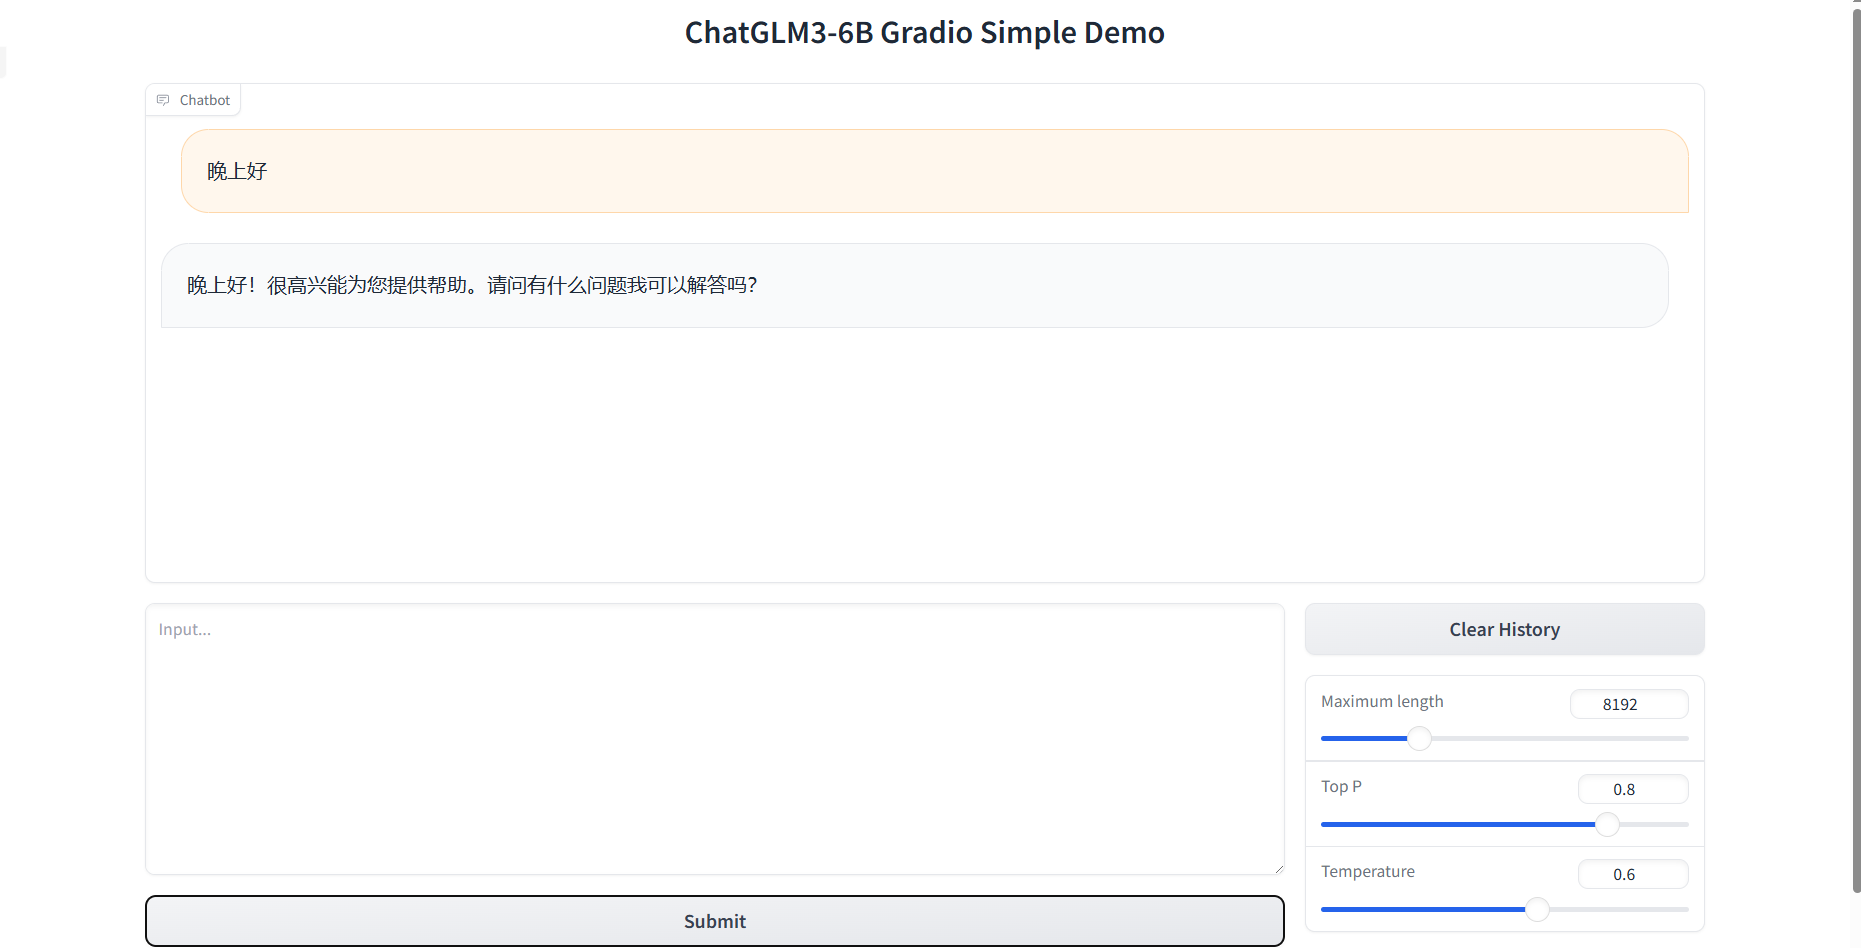 ChatGLM3-6B Gradio Simple Demo
Chatbot
晚上好
晚上好！很高兴能为您提供帮助。请问有什么问题我可以解答吗？
Input...
Clear History
Maximum length
8192
Top P
0.8
Temperature
0.6
Submit